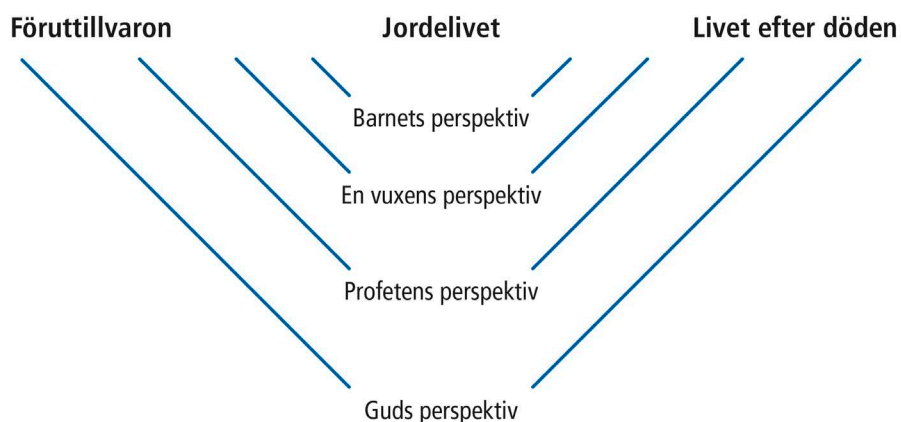 Föruttillvaron Jordelivet Livet efter döden
Barnets perspektiv
En vuxens perspektiv
Profetens perspektiv
Guds perspektiv